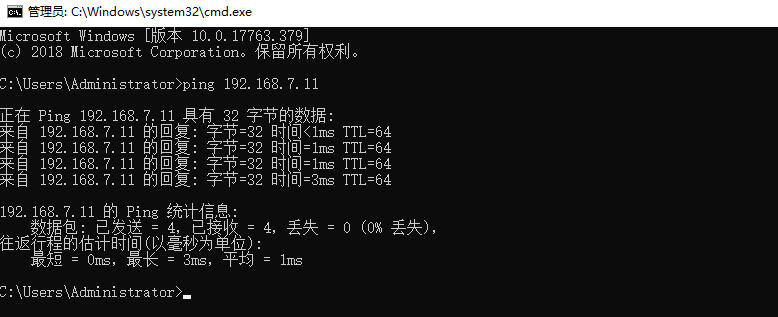 管理员: C:\Windows\system32\cmd.exe
Microsoft Windows [版本 10.0.17763.379]
(c) 2018 Microsoft Corporation。保留所有权利。
C:\Users\Administrator>ping 192.168.7.11
正在 Ping 192.168.7.11 具有 32 字节的数据:
来自 192.168.7.11 的回复: 字节=32 时间<1ms TTL=64
来自 192.168.7.11 的回复: 字节=32 时间=1ms TTL=64
来自 192.168.7.11 的回复: 字节=32 时间=1ms TTL=64
来自 192.168.7.11 的回复: 字节=32 时间=3ms TTL=64
192.168.7.11 的 Ping 统计信息:
    数据包: 已发送 = 4，已接收 = 4，丢失 = 0 (0% 丢失)，
往返行程的估计时间(以毫秒为单位):
    最短 = 0ms，最长 = 3ms，平均 = 1ms
C:\Users\Administrator>